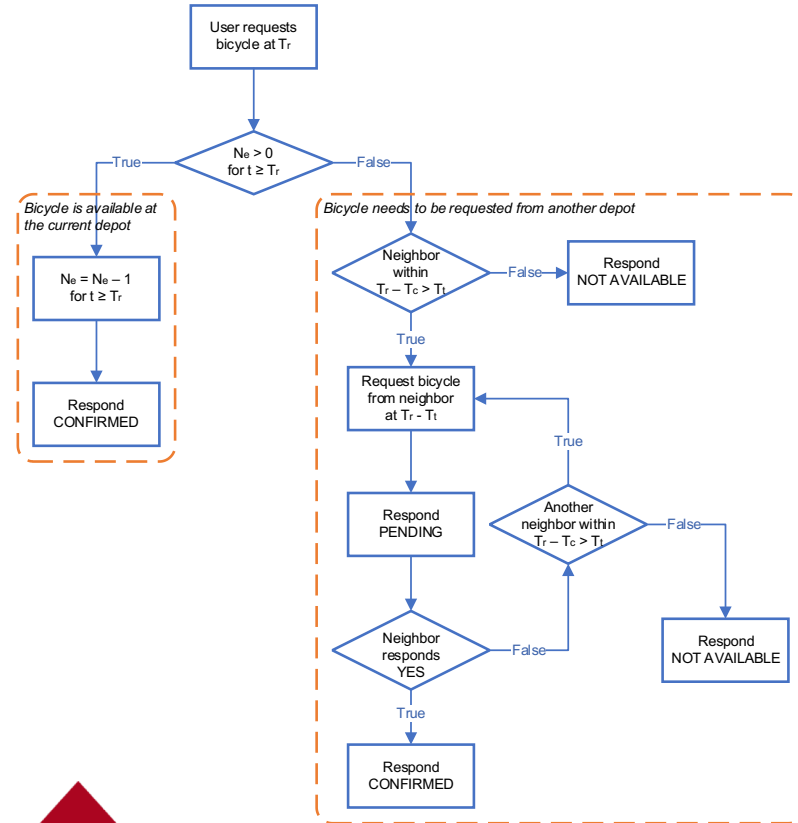 User requests
bicycle at Tr
Ne > 0
for t ≥ Tr
True
False
Bicycle is available at
the current depot
Ne = Ne – 1
for t ≥ Tr
Respond
CONFIRMED
Bicycle needs to be requested from another depot
Neighbor
within
Tr – Tc > Tt
False
Respond
NOT AVAILABLE
True
Request bicycle
from neighbor
at Tr - Tt
True
Respond
PENDING
Another
neighbor within
Tr – Tc > Tt
False
Neighbor
responds
YES
False
Respond
NOT AVAILABLE
True
Respond
CONFIRMED